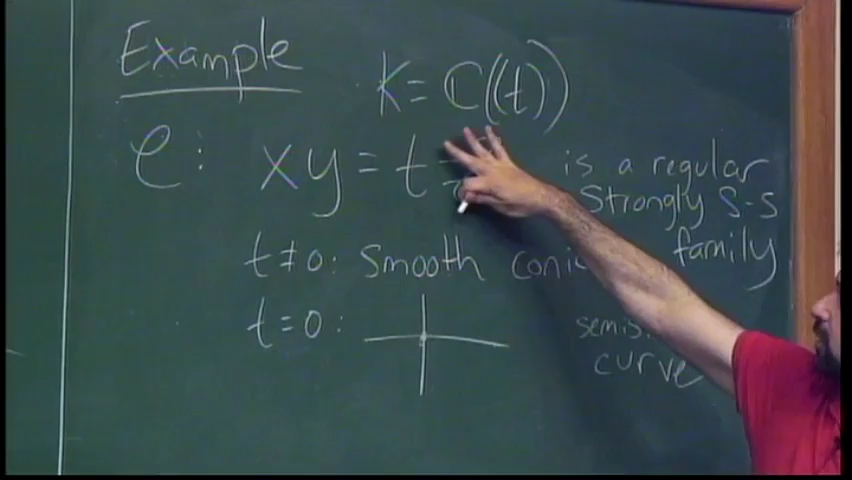 Example
K = ℂ((t))
C: xy = t is a regular
Strongly S-S
t ≠ 0: smooth family
t = 0:
curve